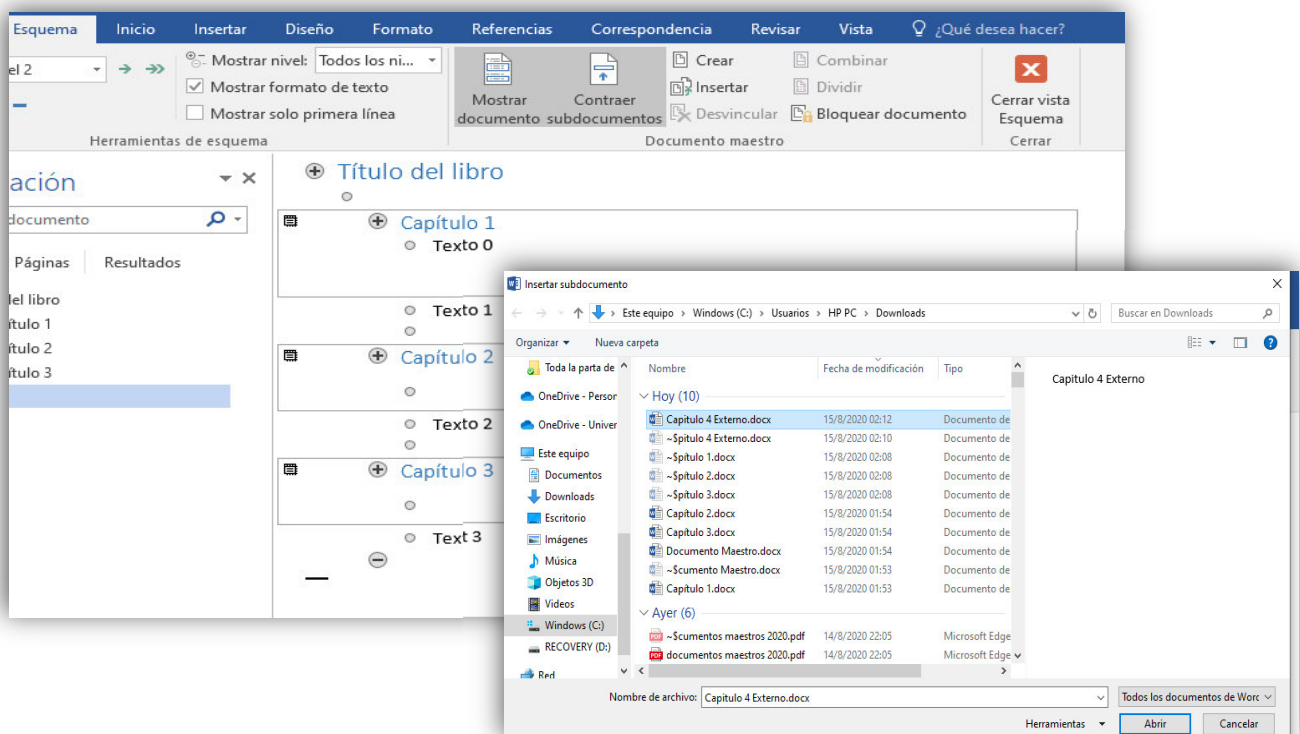 Esquema Inicio Insertar Diseño Formato Referencias Correspondencia Revisar Vista ¿Qué desea hacer?
el 2 Mostrar nivel: Todos los ni...
Mostrar formato de texto
Mostrar solo primera línea
Herramientas de esquema
Mostrar documento
Contraer subdocumentos
Crear
Insertar
Desvincular
Combinar
Dividir
Bloquear documento
Documento maestro
Cerrar vista
Esquema
Cerrar
ación
documento
Páginas Resultados
del libro
ítulo 1
ítulo 2
ítulo 3
Título del libro
Capítulo 1
Texto 0
Texto 1
Capítulo 2
Texto 2
Capítulo 3
Text 3
Insertar subdocumento
Este equipo > Windows (C:) > Usuarios > HP PC > Downloads
Buscar en Downloads
Organizar Nueva carpeta
Toda la parta de
OneDrive - Person
OneDrive - Univer
Este equipo
Documentos
Downloads
Escritorio
Imágenes
Música
Objetos 3D
Videos
Windows (C:)
RECOVERY (D:)
Red
Nombre Fecha de modificación Tipo
Hoy (10)
Capitulo 4 Externo.docx 15/8/2020 02:12 Documento de
~$pitulo 4 Externo.docx 15/8/2020 02:10 Documento de
~$pítulo 1.docx 15/8/2020 02:08 Documento de
~$pítulo 2.docx 15/8/2020 02:08 Documento de
~$pítulo 3.docx 15/8/2020 02:08 Documento de
Capítulo 2.docx 15/8/2020 01:54 Documento de
Capítulo 3.docx 15/8/2020 01:54 Documento de
Documento Maestro.docx 15/8/2020 01:54 Documento de
~$cumento Maestro.docx 15/8/2020 01:53 Documento de
Capítulo 1.docx 15/8/2020 01:53 Documento de
Ayer (6)
~$cumentos maestros 2020.pdf 14/8/2020 22:05 Microsoft Edge
documentos maestros 2020.pdf 14/8/2020 22:05 Microsoft Edge
Capitulo 4 Externo
Nombre de archivo: Capitulo 4 Externo.docx
Todos los documentos de Worc
Herramientas Abrir Cancelar